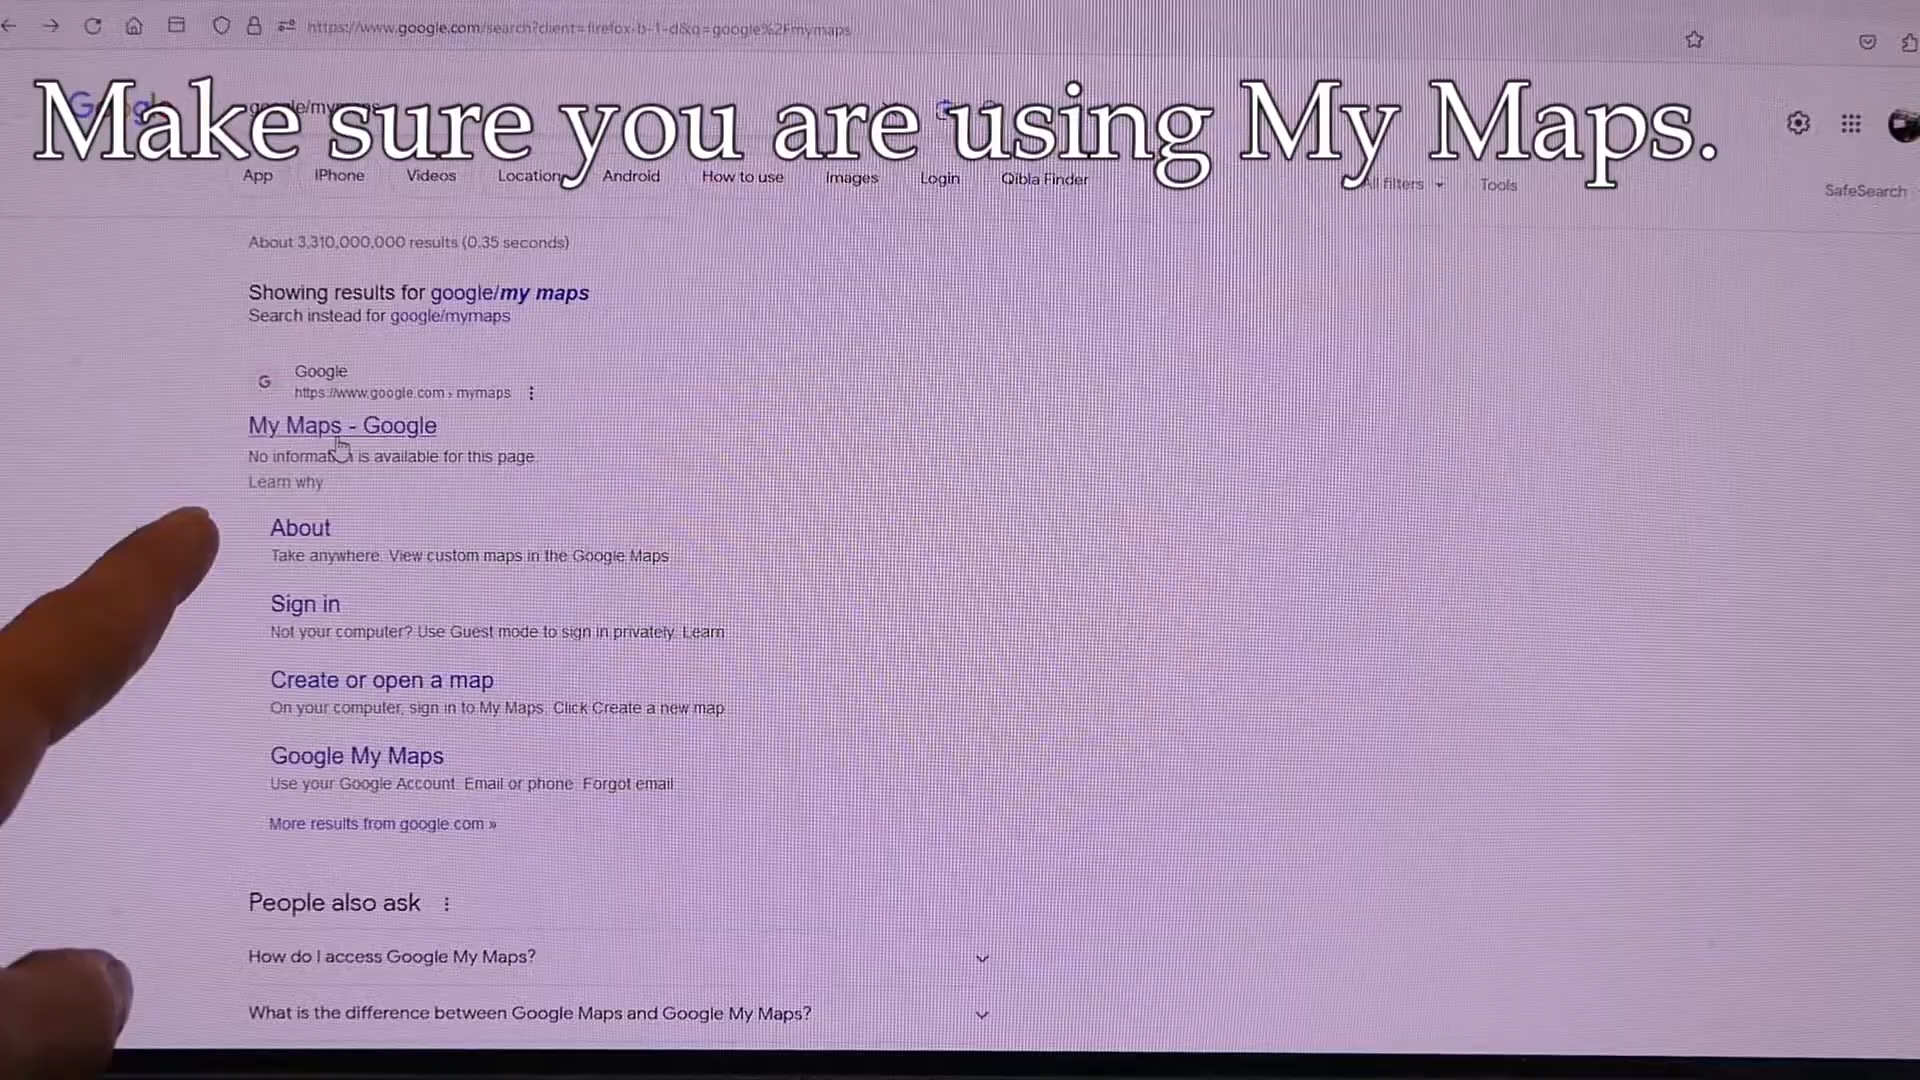 https://www.google.com/search?client=firefox-b-1-d&q=google%2Fmymaps
Make sure you are using My Maps.
Google google/mymaps
App iPhone Videos Location Android How to use Images Login Qibla Finder All filters Tools SafeSearch
About 3,310,000,000 results (0.35 seconds)
Showing results for google/my maps
Search instead for google/mymaps
G Google
https://www.google.com › mymaps
My Maps - Google
No information is available for this page.
Learn why
About
Take anywhere. View custom maps in the Google Maps
Sign in
Not your computer? Use Guest mode to sign in privately. Learn
Create or open a map
On your computer, sign in to My Maps. Click Create a new map
Google My Maps
Use your Google Account. Email or phone. Forgot email
More results from google.com »
People also ask
How do I access Google My Maps?
What is the difference between Google Maps and Google My Maps?